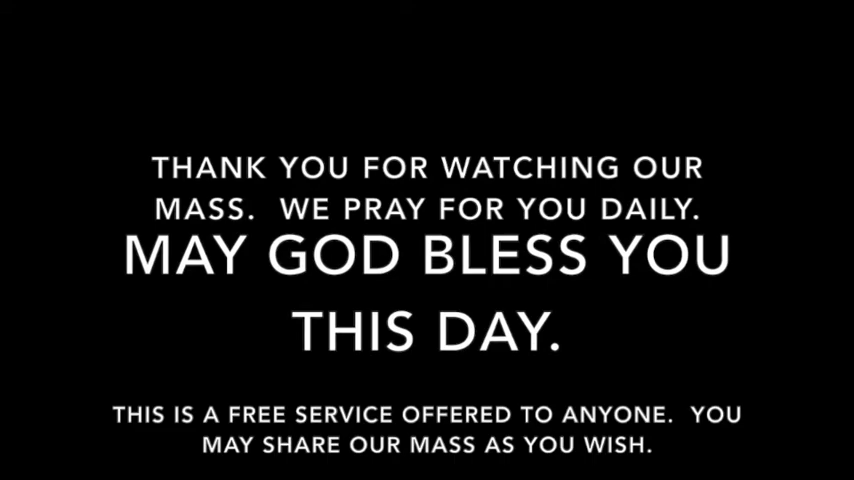 THANK YOU FOR WATCHING OUR
MASS.  WE PRAY FOR YOU DAILY.
MAY GOD BLESS YOU
THIS DAY.
THIS IS A FREE SERVICE OFFERED TO ANYONE.  YOU
MAY SHARE OUR MASS AS YOU WISH.